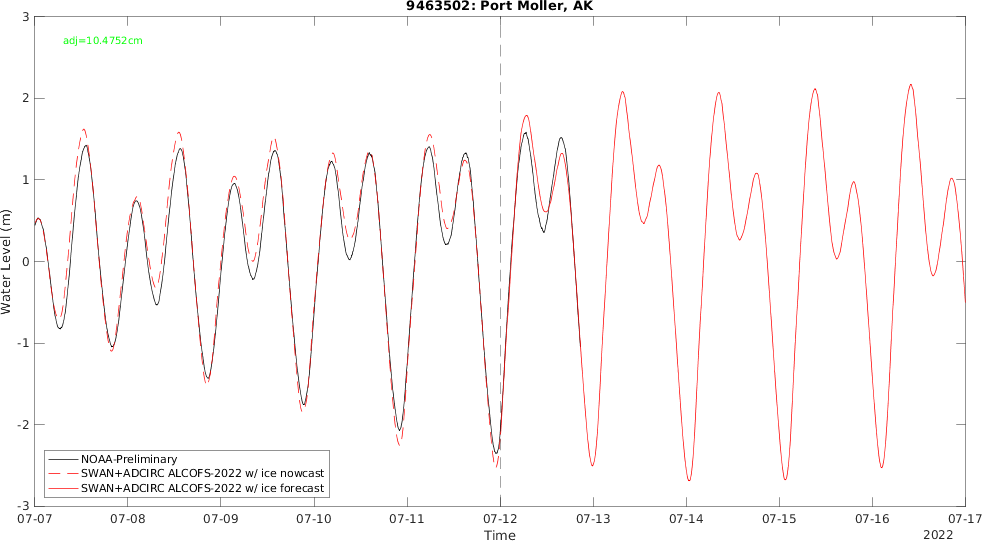 9463502: Port Moller, AK
3
adj=10.4752cm
2
1
0
-1
-2
-3
Water Level (m)
NOAA-Preliminary
SWAN+ADCIRC ALCOFS-2022 w/ ice nowcast
SWAN+ADCIRC ALCOFS-2022 w/ ice forecast
07-07 07-08 07-09 07-10 07-11 07-12 07-13 07-14 07-15 07-16 07-17
Time
2022